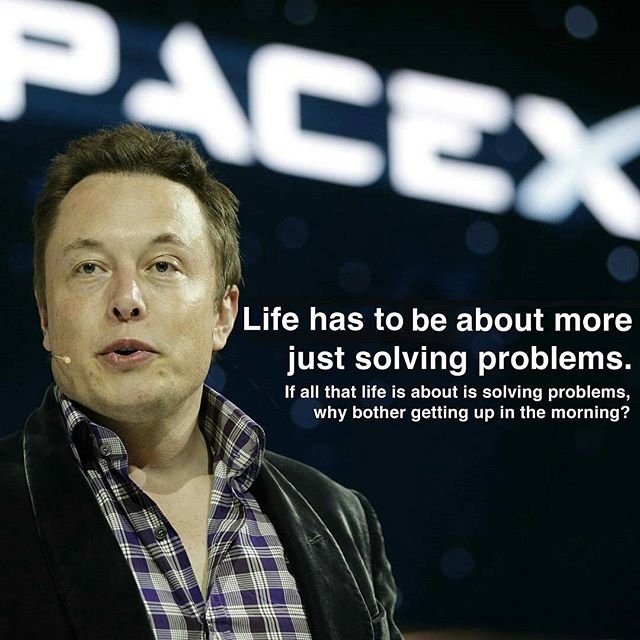 SPACEX
Life has to be about more
just solving problems.
If all that life is about is solving problems,
why bother getting up in the morning?